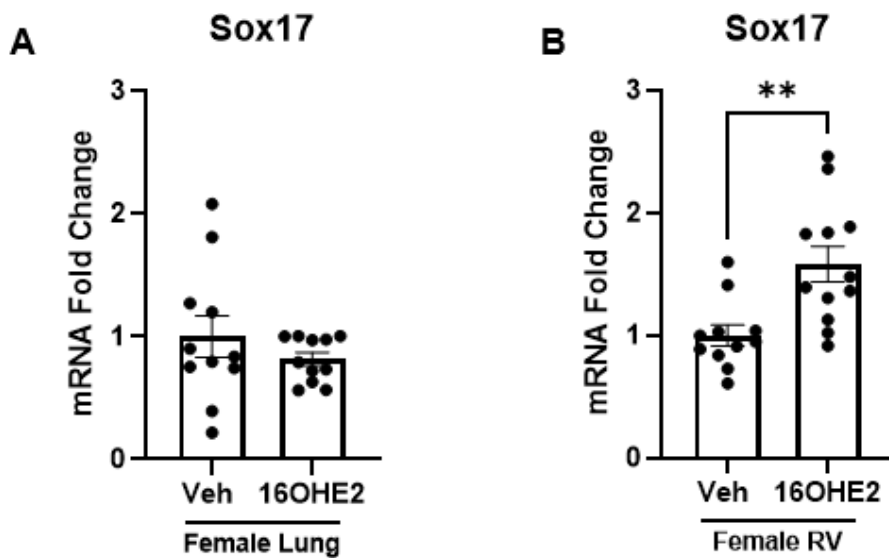 A
Sox17
mRNA Fold Change
3
2
1
0
Veh 16OHE2
Female Lung
B
Sox17
**
mRNA Fold Change
3
2
1
0
Veh 16OHE2
Female RV